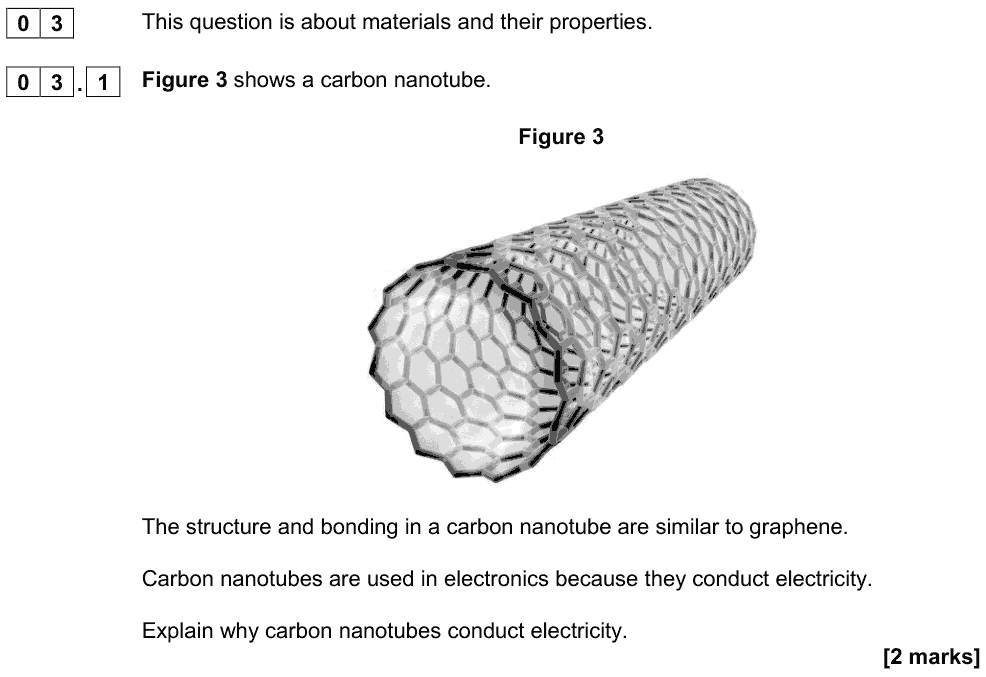 0 3 This question is about materials and their properties.
0 3 . 1 Figure 3 shows a carbon nanotube.
Figure 3
The structure and bonding in a carbon nanotube are similar to graphene.
Carbon nanotubes are used in electronics because they conduct electricity.
Explain why carbon nanotubes conduct electricity.
[2 marks]